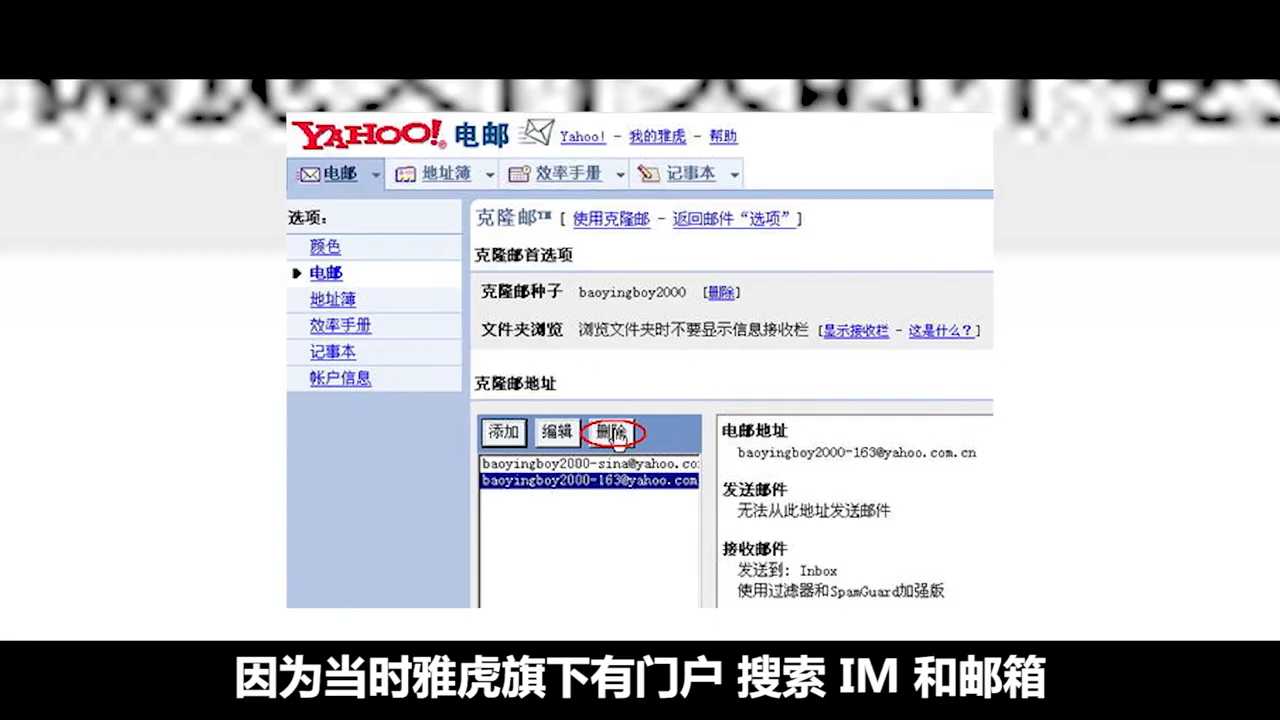 YAHOO! 电邮 Yahoo! - 我的雅虎 - 帮助
电邮 地址簿 效率手册 记事本
选项:
颜色
电邮
地址簿
效率手册
记事本
帐户信息
克隆邮™ [ 使用克隆邮 - 返回邮件“选项” ]
克隆邮首选项
克隆邮种子 baoyingboy2000 [删除]
文件夹浏览 浏览文件夹时不要显示信息接收栏 [显示接收栏 - 这是什么? ]
克隆邮地址
添加 编辑 删除
baoyingboy2000-sina@yahoo.co
baoyingboy2000-163@yahoo.com
电邮地址
baoyingboy2000-163@yahoo.com.cn
发送邮件
无法从此地址发送邮件
接收邮件
发送到: Inbox
使用过滤器和SpamGuard加强版
因为当时雅虎旗下有门户 搜索 IM 和邮箱